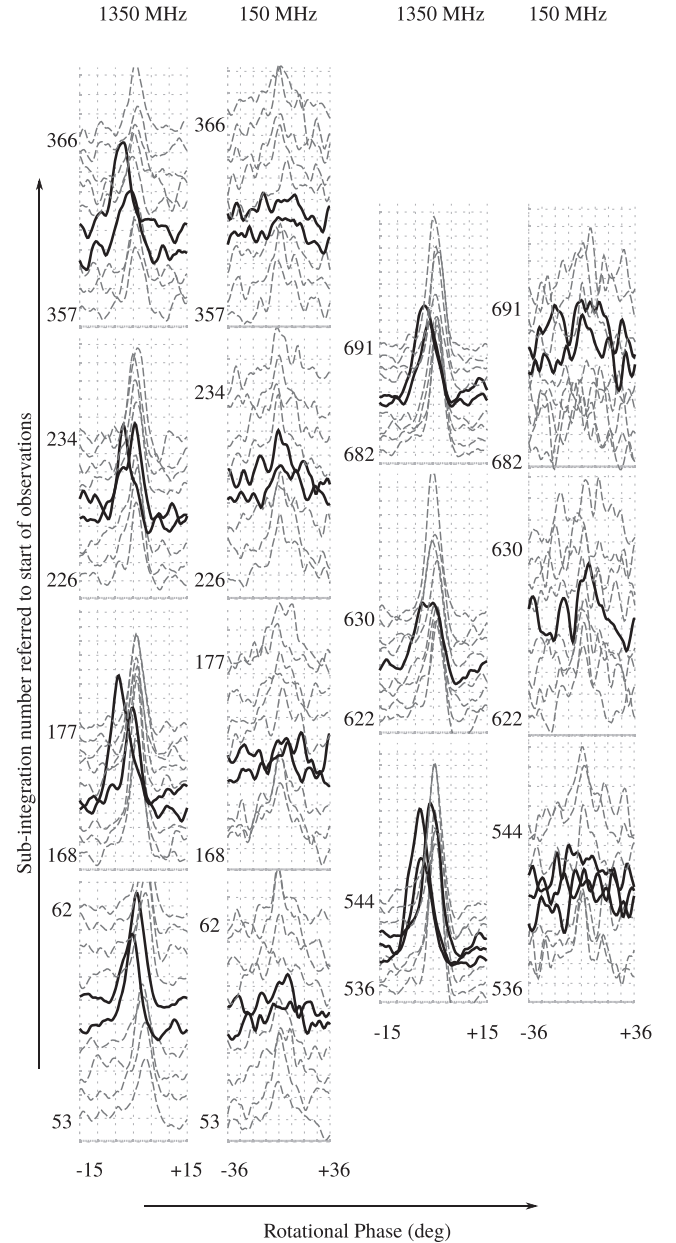 1350 MHz 150 MHz 1350 MHz 150 MHz
366 366
357 357
691 691
234 234
682 682
226 226
630 630
177 177
622 622
168 168
544 544
62 62
536 536
-15 +15 -36 +36
53 53
-15 +15 -36 +36
Sub-integration number referred to start of observations
Rotational Phase (deg)